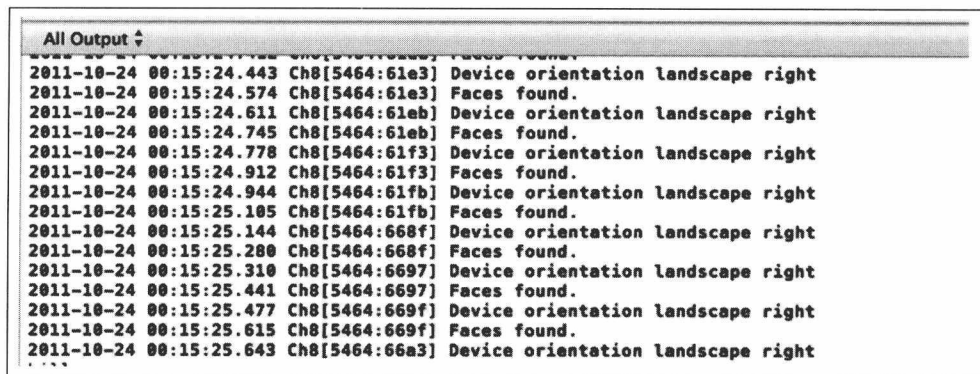 All Output
2011-10-24 00:15:24.443 Ch8[5464:61e3] Device orientation landscape right
2011-10-24 00:15:24.574 Ch8[5464:61e3] Faces found.
2011-10-24 00:15:24.611 Ch8[5464:61eb] Device orientation landscape right
2011-10-24 00:15:24.745 Ch8[5464:61eb] Faces found.
2011-10-24 00:15:24.778 Ch8[5464:61f3] Device orientation landscape right
2011-10-24 00:15:24.912 Ch8[5464:61f3] Faces found.
2011-10-24 00:15:24.944 Ch8[5464:61fb] Device orientation landscape right
2011-10-24 00:15:25.105 Ch8[5464:61fb] Faces found.
2011-10-24 00:15:25.144 Ch8[5464:668f] Device orientation landscape right
2011-10-24 00:15:25.280 Ch8[5464:668f] Faces found.
2011-10-24 00:15:25.310 Ch8[5464:6697] Device orientation landscape right
2011-10-24 00:15:25.441 Ch8[5464:6697] Faces found.
2011-10-24 00:15:25.477 Ch8[5464:669f] Device orientation landscape right
2011-10-24 00:15:25.615 Ch8[5464:669f] Faces found.
2011-10-24 00:15:25.643 Ch8[5464:66a3] Device orientation landscape right